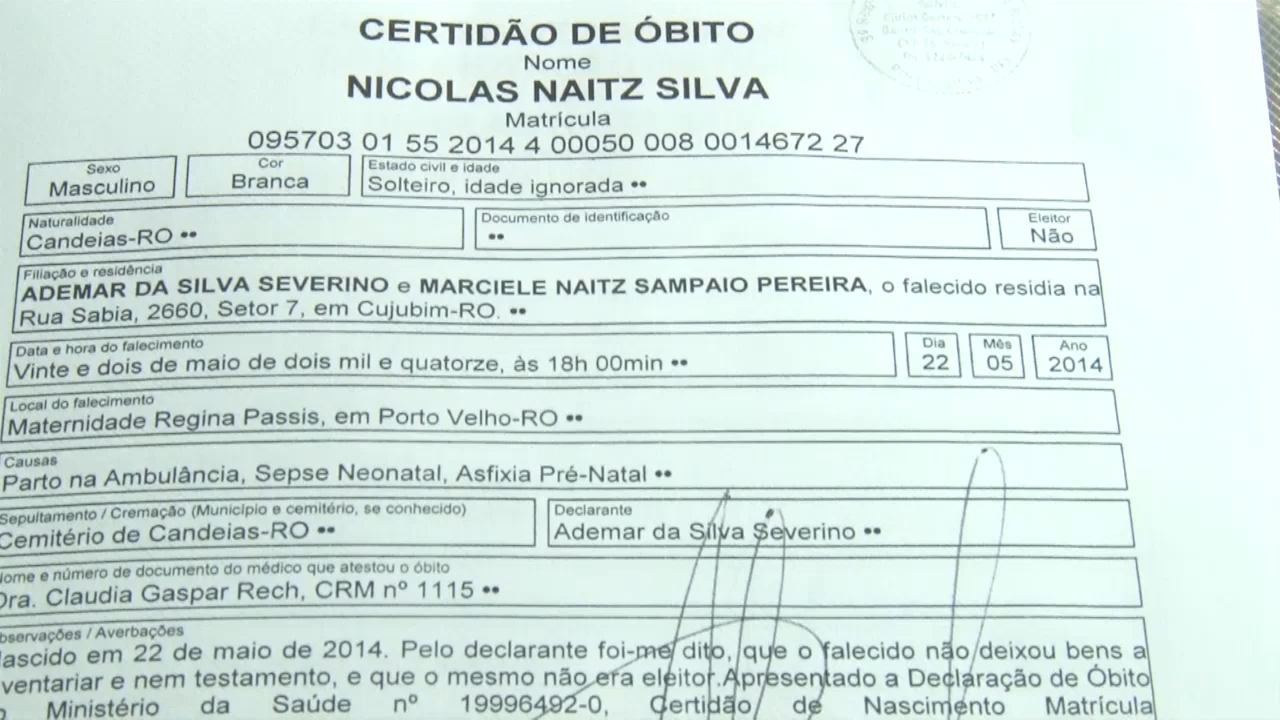 CERTIDÃO DE ÓBITO
Nome
NICOLAS NAITZ SILVA
Matrícula
095703 01 55 2014 4 00050 008 0014672 27
Sexo
Masculino
Cor
Branca
Estado civil e idade
Solteiro, idade ignorada ••
Naturalidade
Candeias-RO ••
Documento de identificação
••
Eleitor
Não
Filiação e residência
ADEMAR DA SILVA SEVERINO e MARCIELE NAITZ SAMPAIO PEREIRA, o falecido residia na
Rua Sabia, 2660, Setor 7, em Cujubim-RO. ••
Data e hora do falecimento
Vinte e dois de maio de dois mil e quatorze, às 18h 00min ••
Dia
22
Mês
05
Ano
2014
Local do falecimento
Maternidade Regina Passis, em Porto Velho-RO ••
Causas
Parto na Ambulância, Sepse Neonatal, Asfixia Pré-Natal ••
Sepultamento / Cremação (Município e cemitério, se conhecido)
Cemitério de Candeias-RO ••
Declarante
Ademar da Silva Severino ••
Nome e número de documento do médico que atestou o óbito
Dra. Claudia Gaspar Rech, CRM nº 1115 ••
bservações / Averbações
ascido em 22 de maio de 2014. Pelo declarante foi-me dito, que o falecido não deixou bens a
ventariar e nem testamento, e que o mesmo não era eleitor.Apresentado a Declaração de Óbito
o Ministério da Saúde nº 19996492-0, Certidão de Nascimento Matrícula